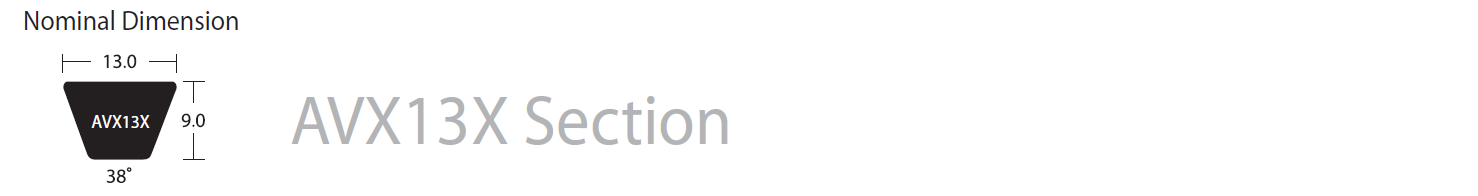 Nominal Dimension
13.0
AVX13X
9.0
38°
AVX13X Section